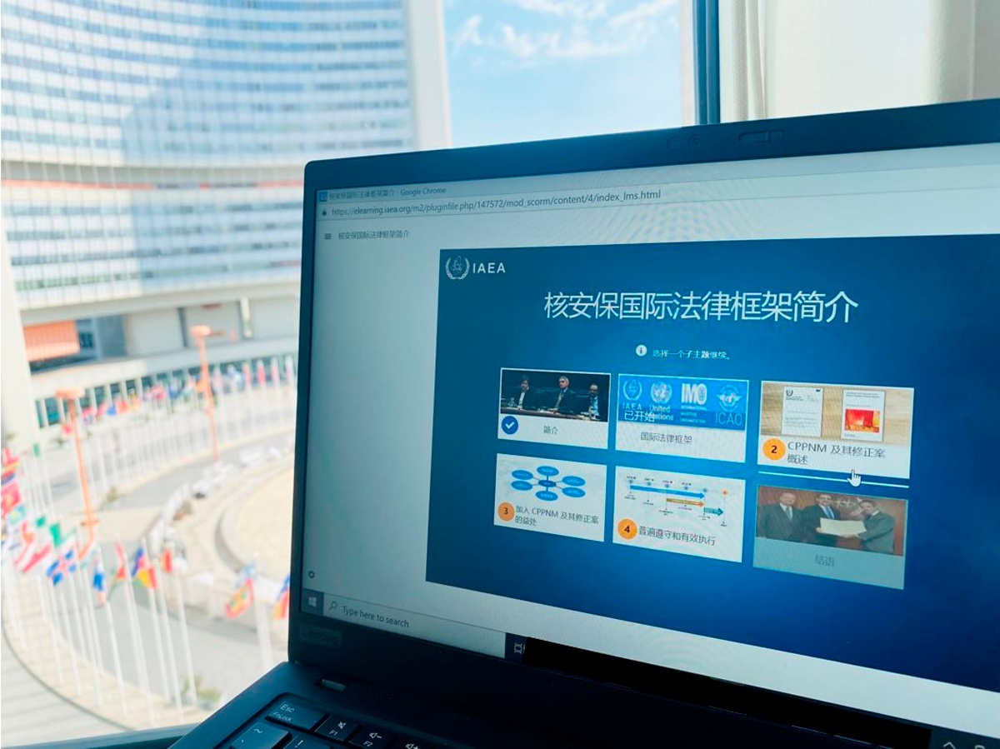 核安保国际法律框架简介 - Google Chrome
https://elearning.iaea.org/m2/pluginfile.php/147572/mod_scorm/content/4/index_lms.html
核安保国际法律框架简介
IAEA
核安保国际法律框架简介
选择一个子主题继续。
简介
IAEA
United Nations
IMO
INTERNATIONAL
MARITIME
ORGANIZATION
ICAO
已开始
国际法律框架
2
CPPNM 及其修正案
概述
3
加入 CPPNM 及其修正案
的益处
4
普遍遵守和有效执行
结语
Type here to search
Lenovo
Esc
FnLock
F1
F2
~
!